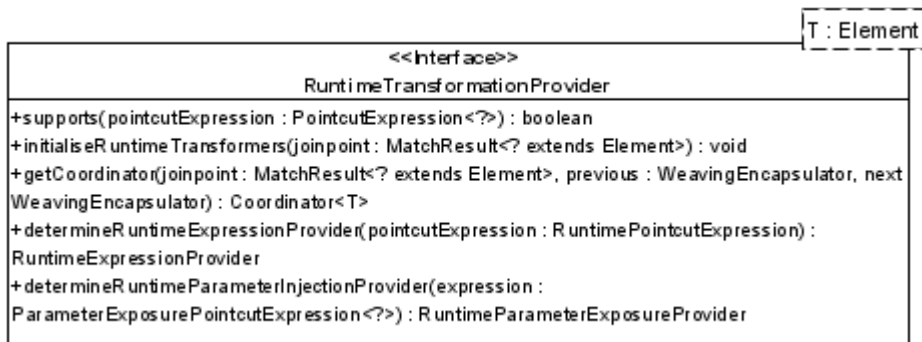 T : Element
<<Interface>>
RuntimeTransformationProvider
+supports(pointcutExpression : PointcutExpression<?>) : boolean
+initialiseRuntimeTransformers(joinpoint : MatchResult<? extends Element>) : void
+getCoordinator(joinpoint : MatchResult<? extends Element>, previous : WeavingEncapsulator, next
WeavingEncapsulator) : Coordinator<T>
+determineRuntimeExpressionProvider(pointcutExpression : RuntimePointcutExpression) :
RuntimeExpressionProvider
+determineRuntimeParameterInjectionProvider(expression :
ParameterExposurePointcutExpression<?>) : RuntimeParameterExposureProvider